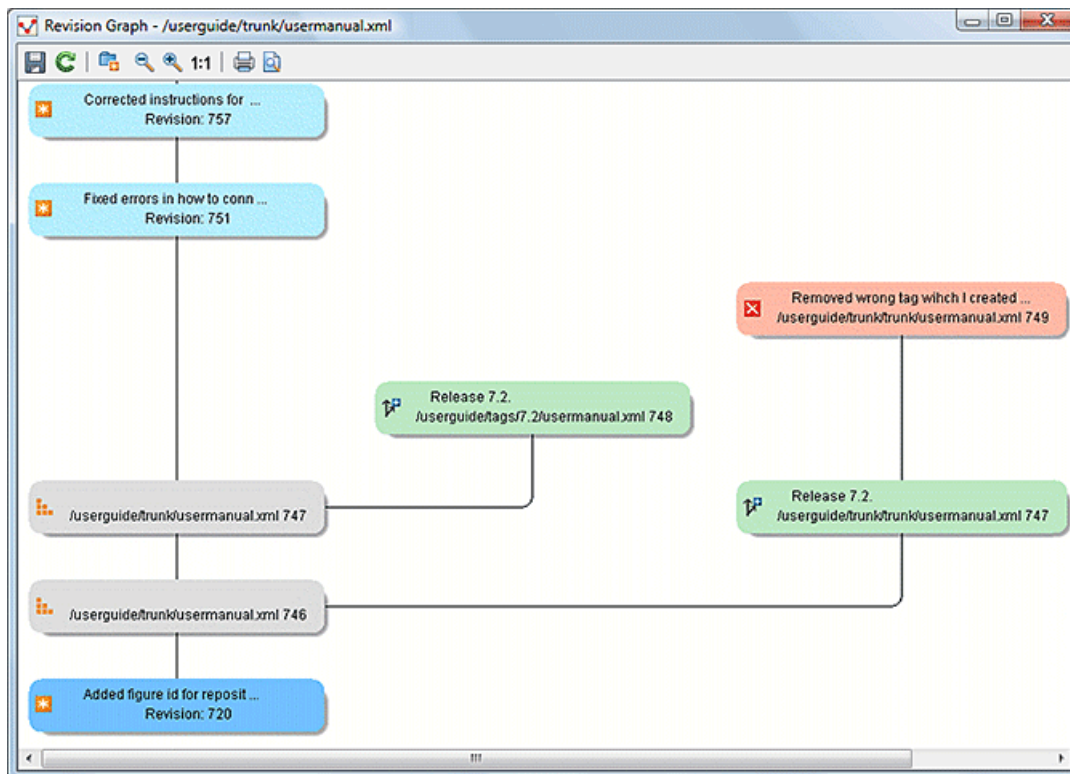 Revision Graph - /userguide/trunk/usermanual.xml
1:1
Corrected instructions for ...
Revision: 757
Fixed errors in how to conn ...
Revision: 751
Removed wrong tag wihch I created ...
/userguide/trunk/trunk/usermanual.xml 749
Release 7.2.
/userguide/tags/7.2/usermanual.xml 748
/userguide/trunk/usermanual.xml 747
Release 7.2.
/userguide/trunk/trunk/usermanual.xml 747
/userguide/trunk/usermanual.xml 746
Added figure id for reposit ...
Revision: 720